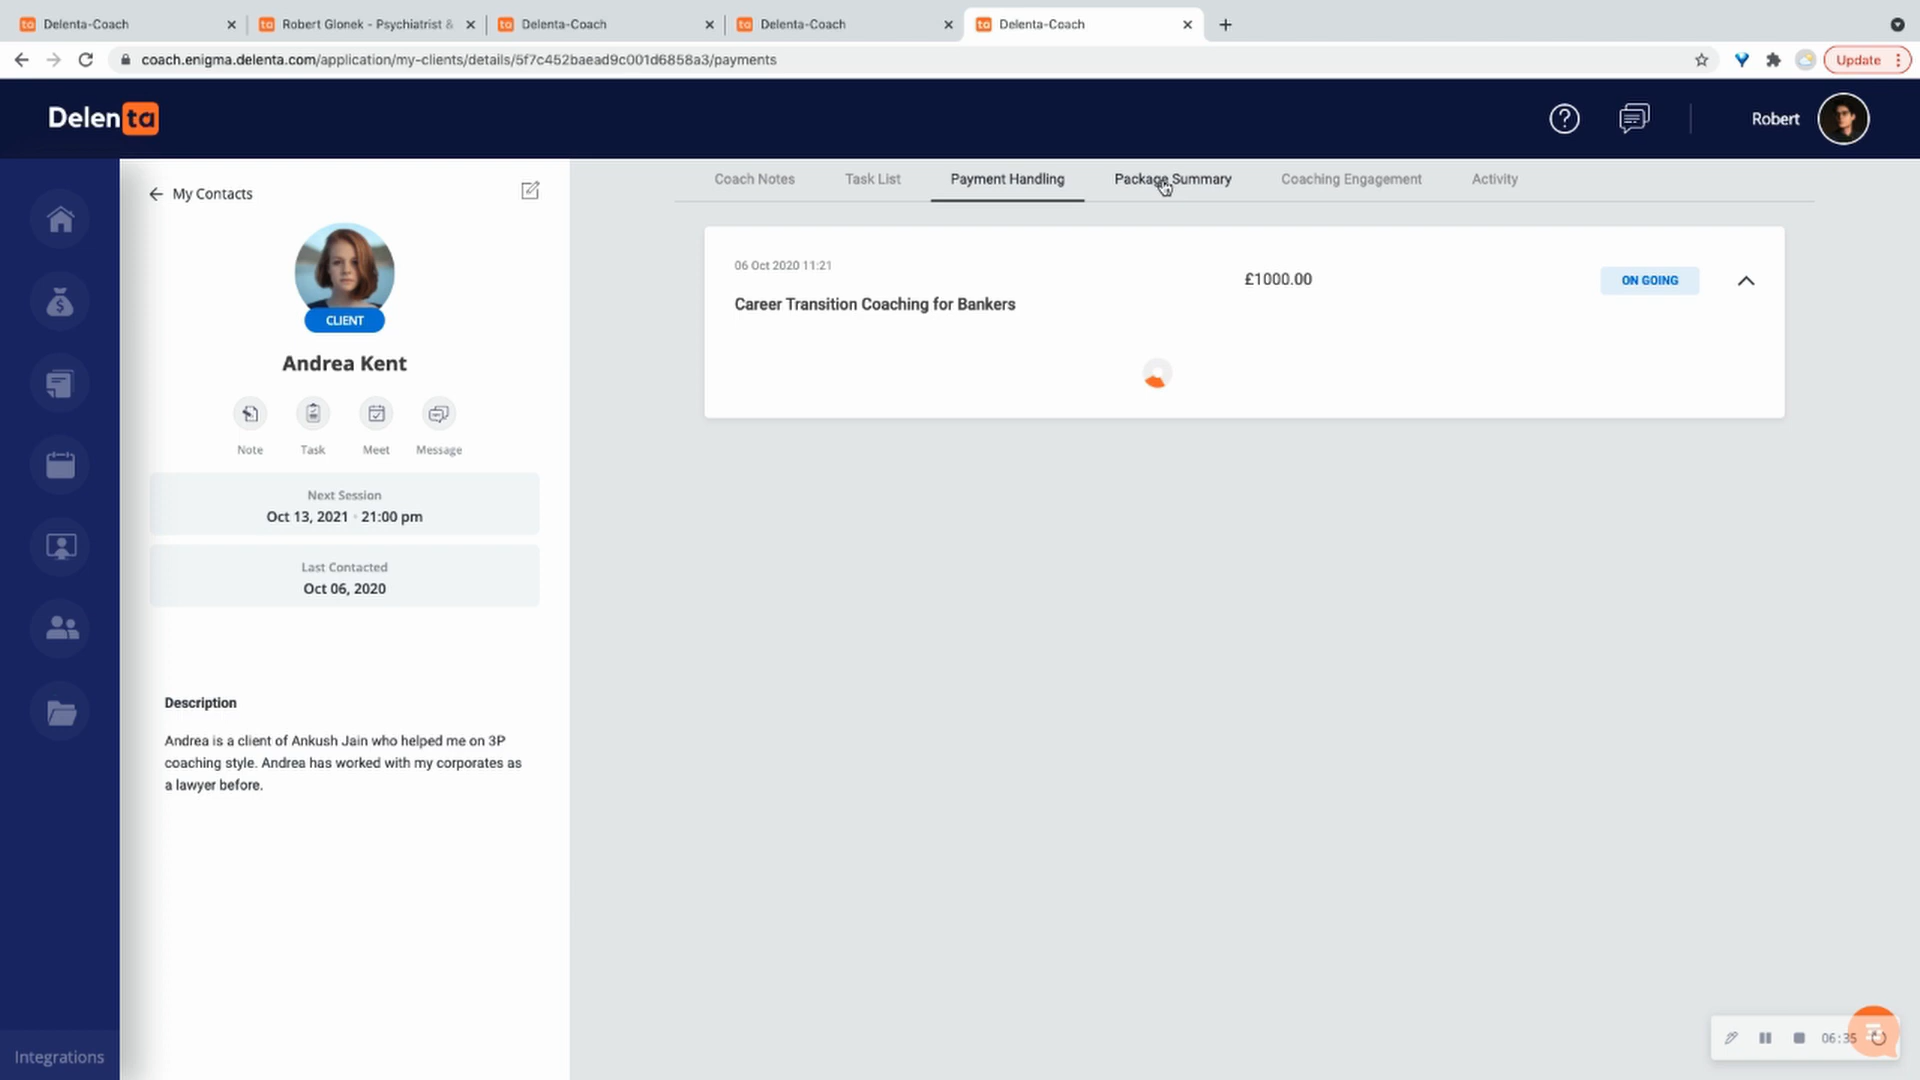 Delenta-Coach
Robert Glonek - Psychiatrist &
Delenta-Coach
Delenta-Coach
Delenta-Coach
coach.enigma.delenta.com/application/my-clients/details/5f7c452baead9c001d6858a3/payments
Update
Delenta
Robert
My Contacts
CLIENT
Andrea Kent
Note Task Meet Message
Next Session
Oct 13, 2021 • 21:00 pm
Last Contacted
Oct 06, 2020
Description
Andrea is a client of Ankush Jain who helped me on 3P
coaching style. Andrea has worked with my corporates as
a lawyer before.
Coach Notes Task List Payment Handling Package Summary Coaching Engagement Activity
06 Oct 2020 11:21
£1000.00
ON GOING
Career Transition Coaching for Bankers
Integrations
06:35